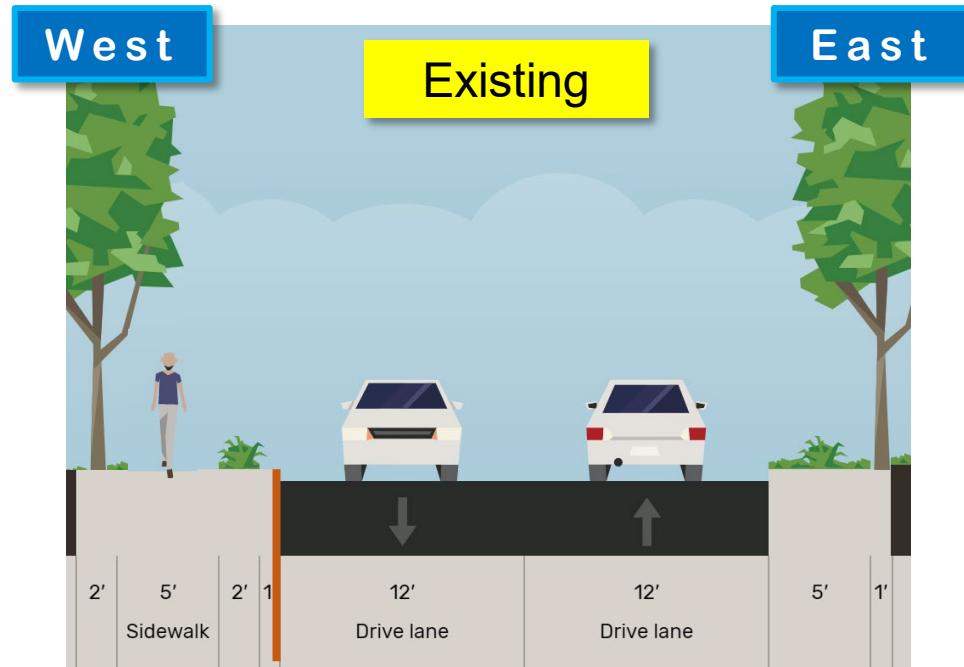 West
Existing
East
2′ 5′ 2′ 1 12′ 12′ 5′ 1′
Sidewalk Drive lane Drive lane